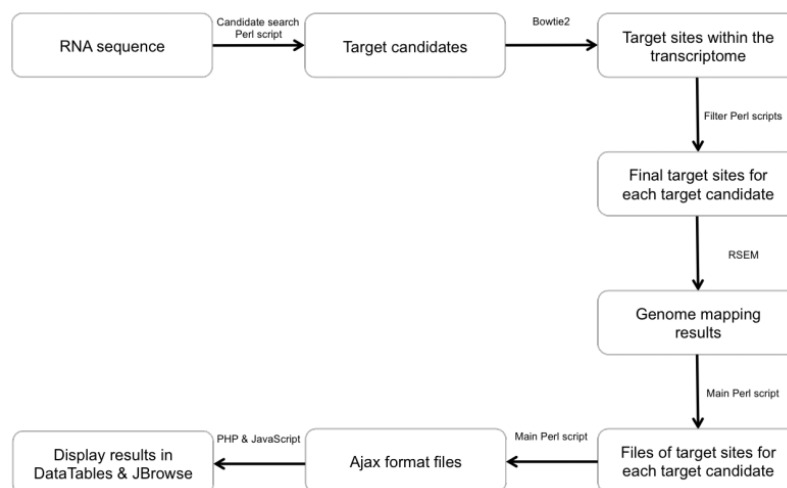 RNA sequence
Candidate search
Perl script
Target candidates
Bowtie2
Target sites within the
transcriptome
Filter Perl scripts
Final target sites for
each target candidate
RSEM
Genome mapping
results
Main Perl script
Files of target sites for
each target candidate
Main Perl script
Ajax format files
PHP & JavaScript
Display results in
DataTables & JBrowse